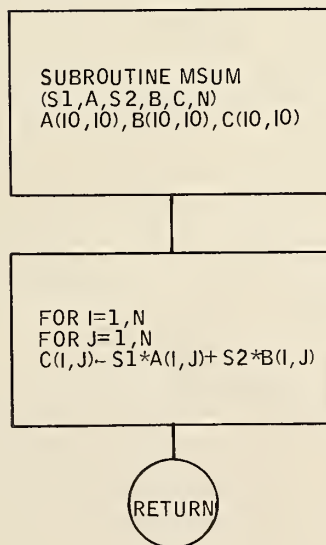 SUBROUTINE MSUM
(S1,A,S2,B,C,N)
A(10,10),B(10,10),C(10,10)
FOR I=1,N
FOR J=1,N
C(I,J)← S1*A(I,J)+ S2*B(I,J)
RETURN